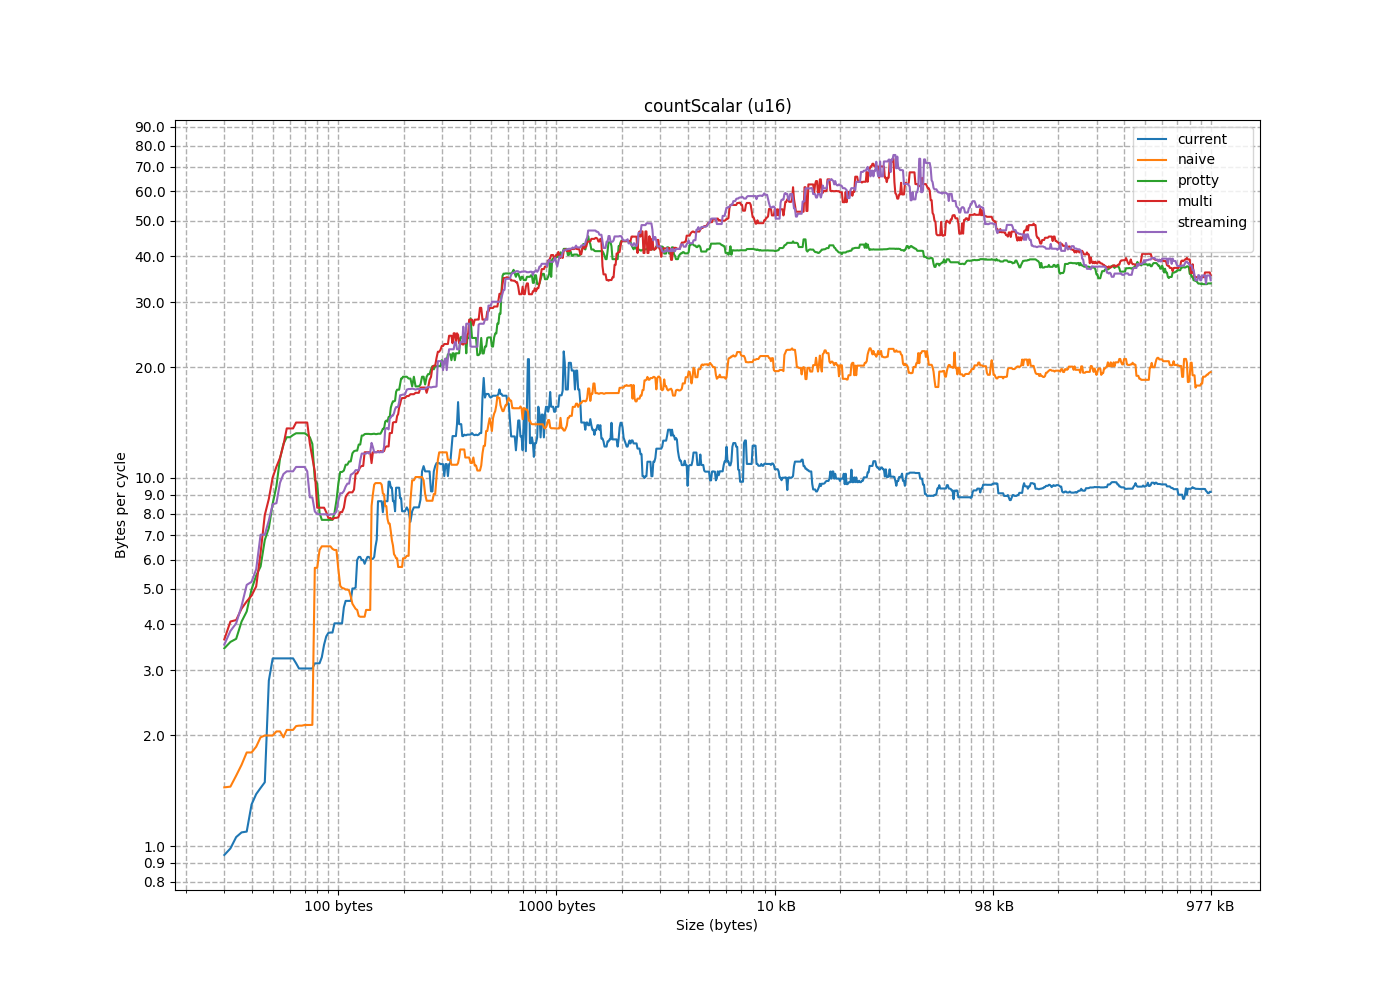 countScalar (u16)
90.0
80.0
70.0
60.0
50.0
40.0
30.0
20.0
10.0
9.0
8.0
7.0
6.0
5.0
4.0
3.0
2.0
1.0
0.9
0.8
Bytes per cycle
current
naive
protty
multi
streaming
100 bytes
1000 bytes
10 kB
98 kB
977 kB
Size (bytes)